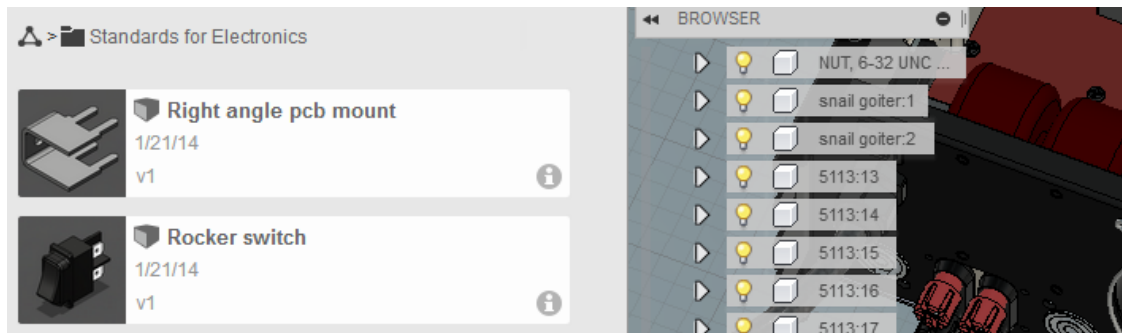 > Standards for Electronics
Right angle pcb mount
1/21/14
v1
Rocker switch
1/21/14
v1
BROWSER
NUT, 6-32 UNC ...
snail goiter:1
snail goiter:2
5113:13
5113:14
5113:15
5113:16
5113:17